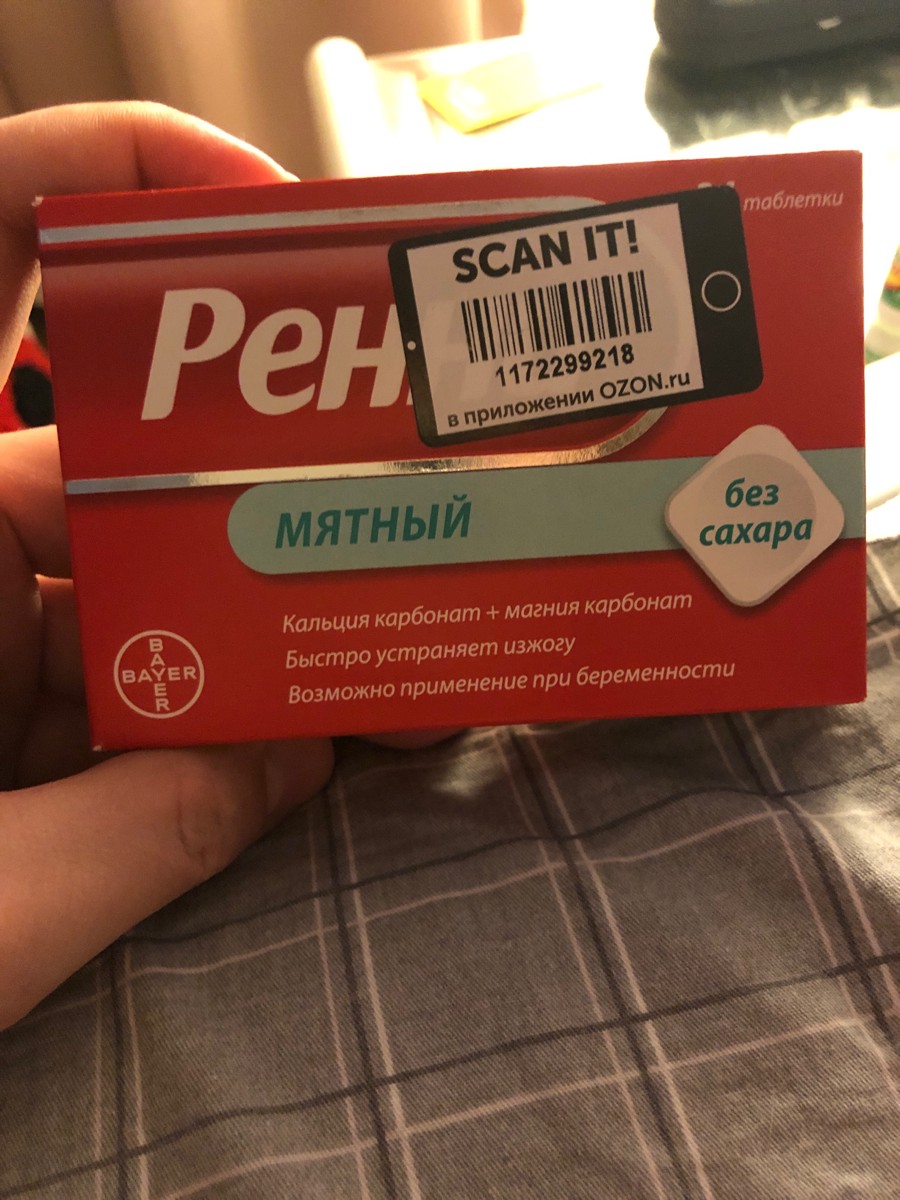 таблетки
SCAN IT!
1172299218
в приложении OZON.ru
Рен
мятный
без
сахара
Кальция карбонат + магния карбонат
Быстро устраняет изжогу
Возможно применение при беременности
BAYER
BAYER